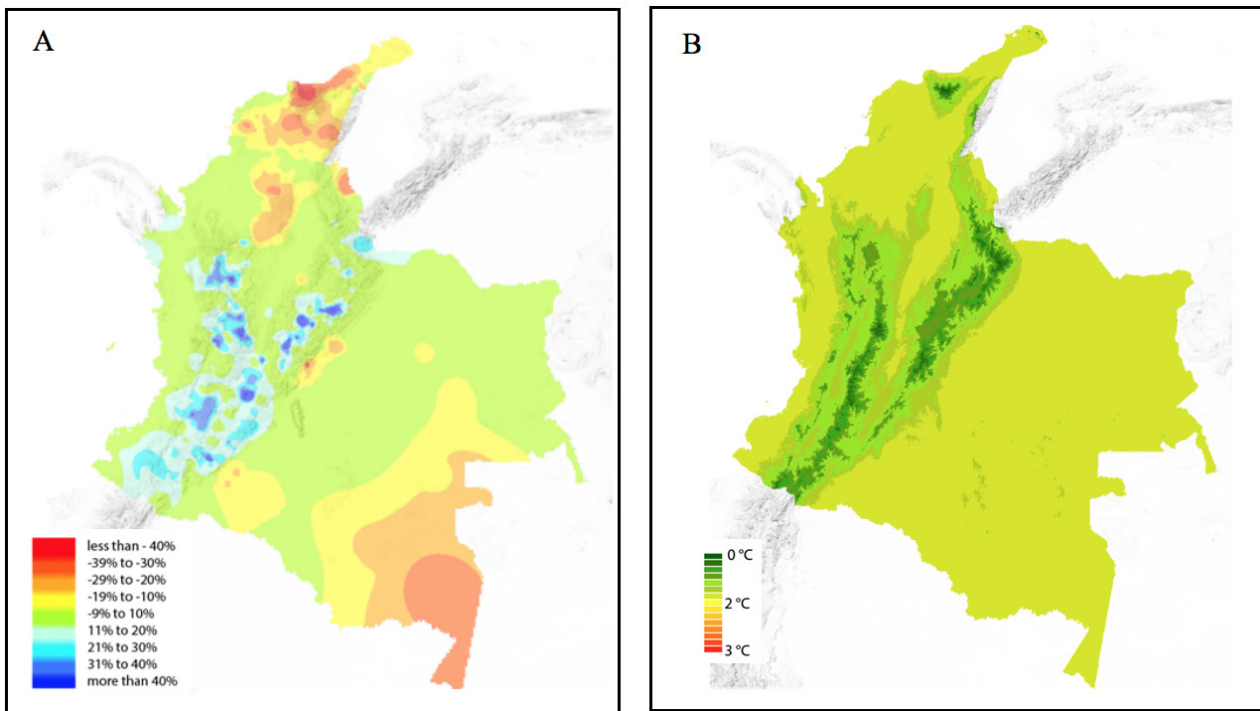 A
less than - 40%
-39% to -30%
-29% to -20%
-19% to -10%
-9% to 10%
11% to 20%
21% to 30%
31% to 40%
more than 40%
B
0 °C
2 °C
3 °C